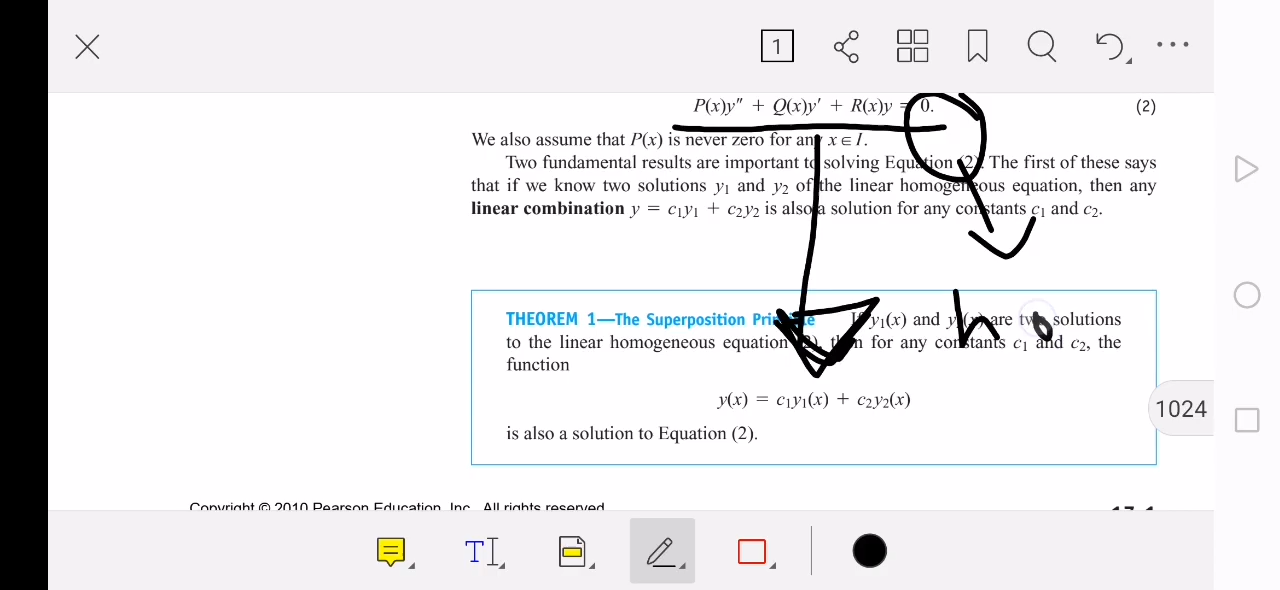 1
P(x)y″ + Q(x)y′ + R(x)y = 0. (2)
We also assume that P(x) is never zero for any x ∈ I.
Two fundamental results are important to solving Equation (2). The first of these says
that if we know two solutions y₁ and y₂ of the linear homogeneous equation, then any
linear combination y = c₁y₁ + c₂y₂ is also a solution for any constants c₁ and c₂.
THEOREM 1—The Superposition Principle If y₁(x) and y₂(x) are two solutions
to the linear homogeneous equation (2), then for any constants c₁ and c₂, the
function
y(x) = c₁y₁(x) + c₂y₂(x)
is also a solution to Equation (2).
h o
1024
Copyright © 2010 Pearson Education, Inc. All rights reserved
T